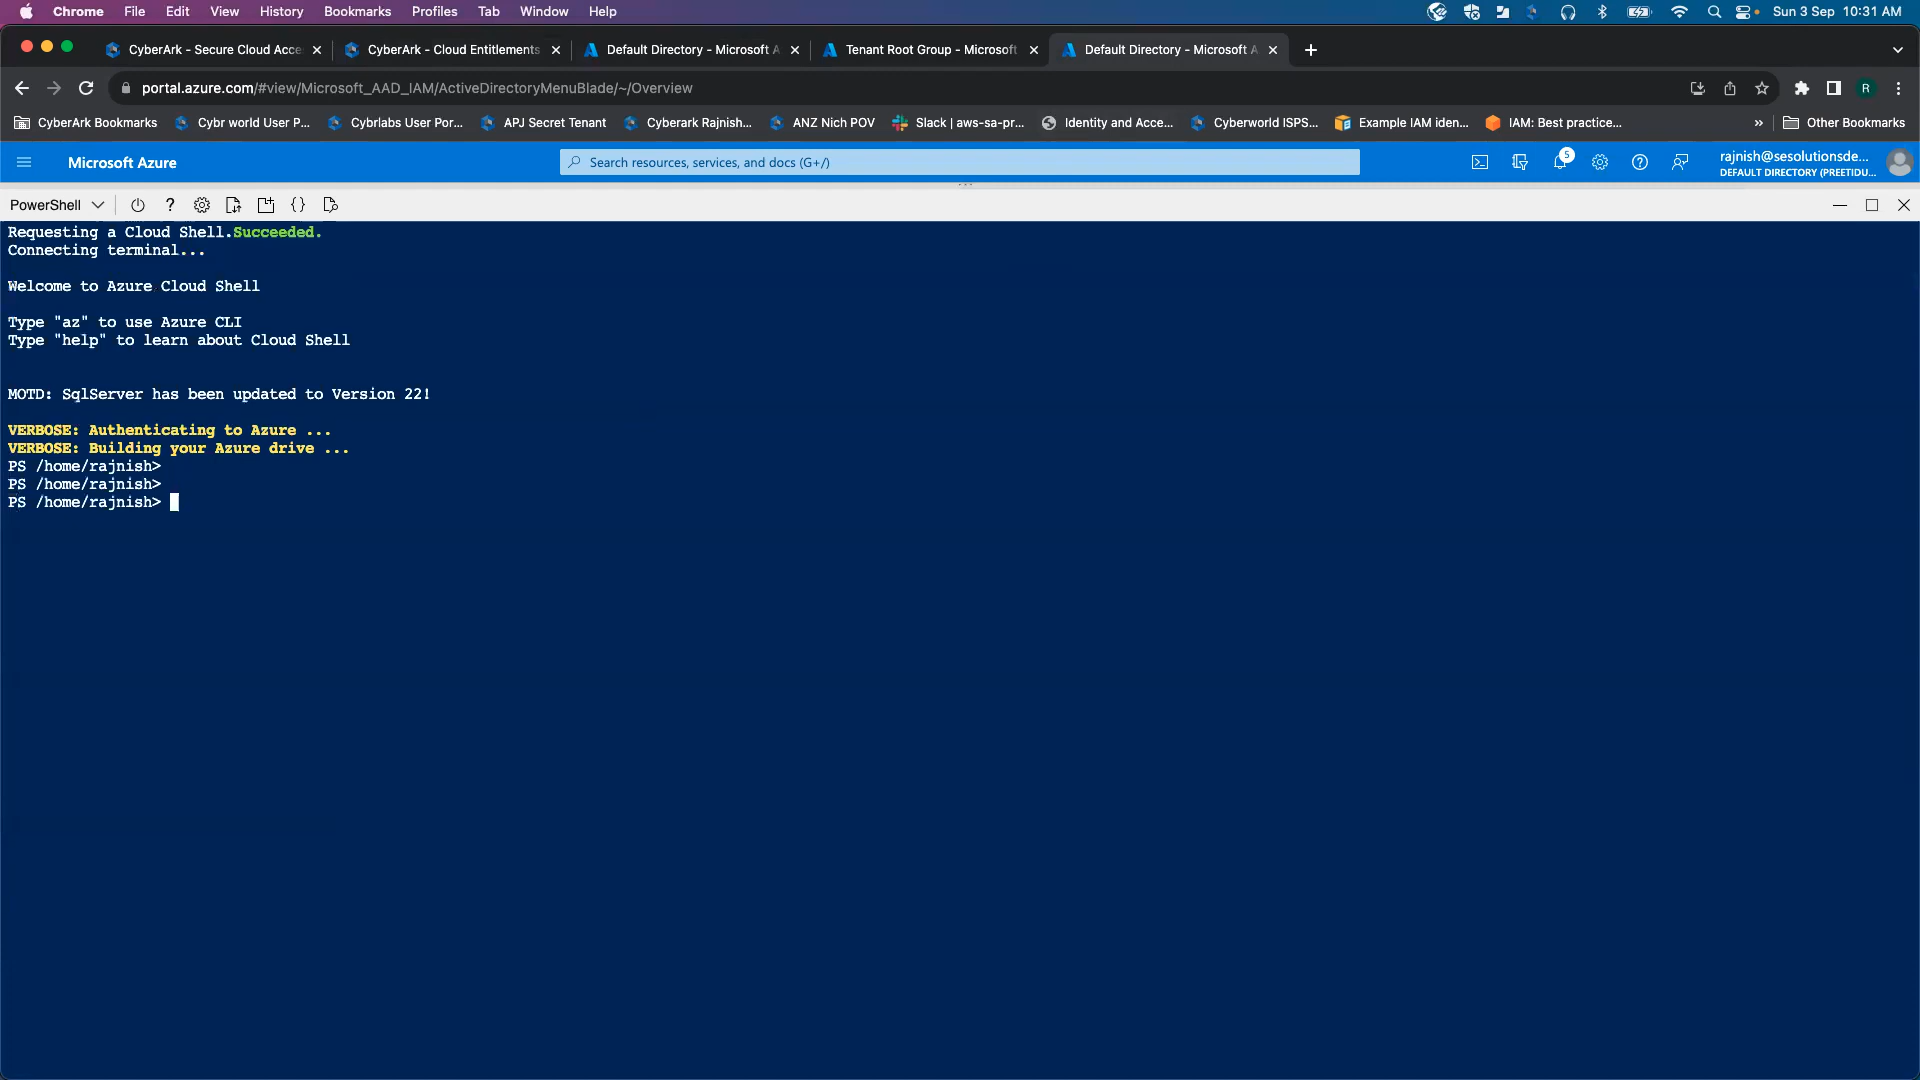 Chrome File Edit View History Bookmarks Profiles Tab Window Help Sun 3 Sep 10:31 AM
CyberArk - Secure Cloud Acce CyberArk - Cloud Entitlements Default Directory - Microsoft A Tenant Root Group - Microsoft Default Directory - Microsoft A
portal.azure.com/#view/Microsoft_AAD_IAM/ActiveDirectoryMenuBlade/~/Overview R
CyberArk Bookmarks Cybr world User P... Cybrlabs User Por... APJ Secret Tenant Cyberark Rajnish... ANZ Nich POV Slack | aws-sa-pr... Identity and Acce... Cyberworld ISPS... Example IAM iden... IAM: Best practice... » Other Bookmarks
Microsoft Azure Search resources, services, and docs (G+/) 5 rajnish@sesolutionsde...
DEFAULT DIRECTORY (PREETIDU...
PowerShell
Requesting a Cloud Shell.Succeeded.
Connecting terminal...
Welcome to Azure Cloud Shell
Type "az" to use Azure CLI
Type "help" to learn about Cloud Shell
MOTD: SqlServer has been updated to Version 22!
VERBOSE: Authenticating to Azure ...
VERBOSE: Building your Azure drive ...
PS /home/rajnish>
PS /home/rajnish>
PS /home/rajnish>